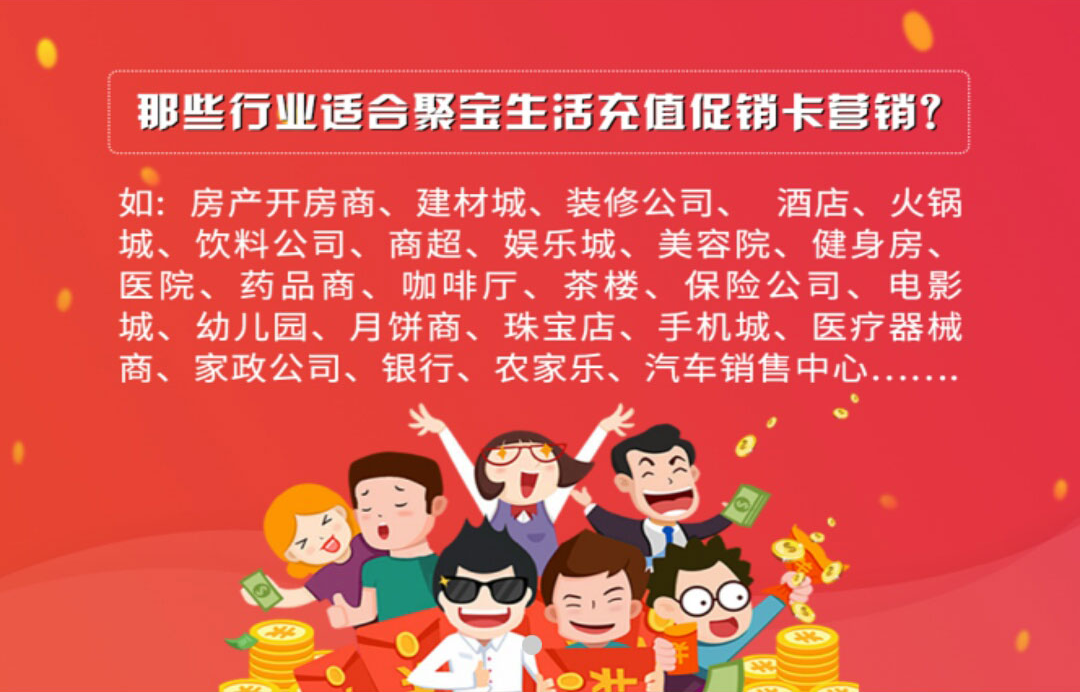 那些行业适合聚宝生活充值促销卡营销?
如: 房产开房商、建材城、装修公司、 酒店、火锅
城、饮料公司、商超、娱乐城、美容院、健身房、
医院、药品商、咖啡厅、茶楼、保险公司、电影
城、幼儿园、月饼商、珠宝店、手机城、医疗器械
商、家政公司、银行、农家乐、汽车销售中心.......